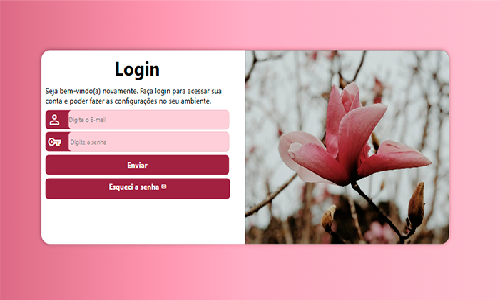 Login
Seja bem-vindo(a) novamente. Faça login para acessar sua
conta e poder fazer as configurações no seu ambiente.
Digite o E-mail
Digite a senha
Enviar
Esqueci a senha